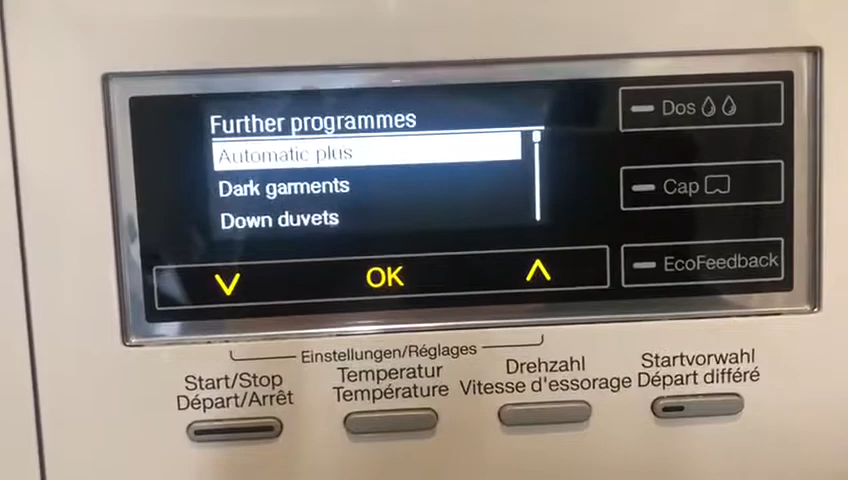 Further programmes
Automatic plus
Dark garments
Down duvets
OK
Dos
Cap
EcoFeedback
Einstellungen/Réglages
Start/Stop
Départ/Arrêt
Temperatur
Température
Drehzahl
Vitesse d'essorage
Startvorwahl
Départ différé